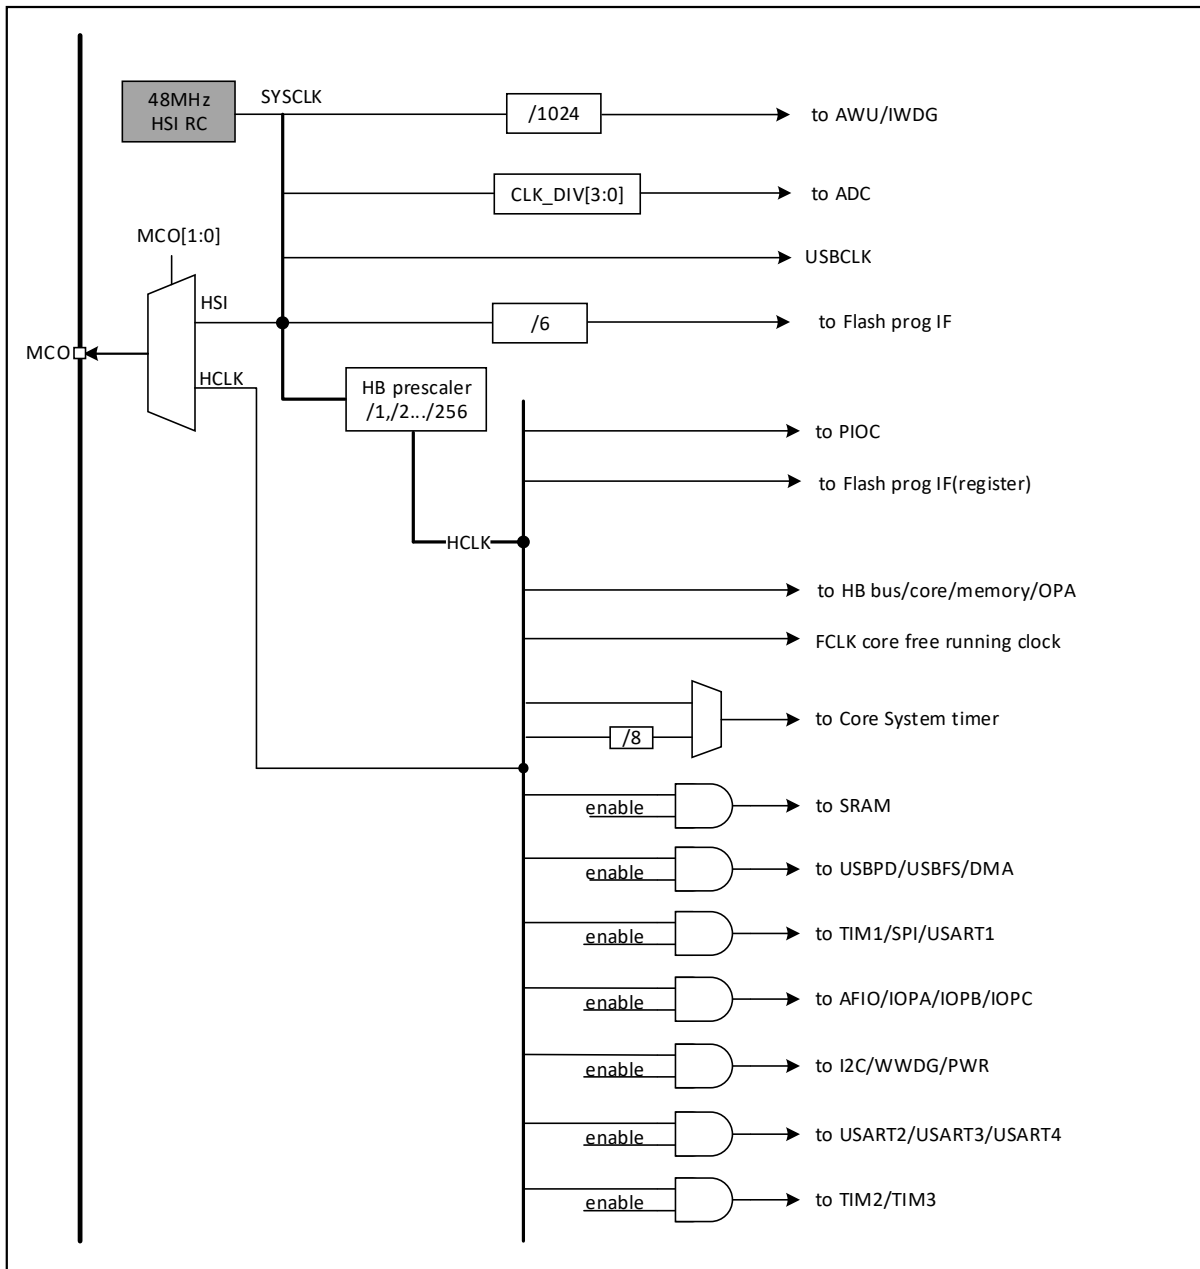 48MHz
HSI RC
SYSCLK
/1024
to AWU/IWDG
CLK_DIV[3:0]
to ADC
MCO[1:0]
USBCLK
HSI
/6
to Flash prog IF
MCO
HCLK
HB prescaler
/1,/2.../256
to PIOC
to Flash prog IF(register)
HCLK
to HB bus/core/memory/OPA
FCLK core free running clock
to Core System timer
/8
enable
to SRAM
enable
to USBPD/USBFS/DMA
enable
to TIM1/SPI/USART1
enable
to AFIO/IOPA/IOPB/IOPC
enable
to I2C/WWDG/PWR
enable
to USART2/USART3/USART4
enable
to TIM2/TIM3